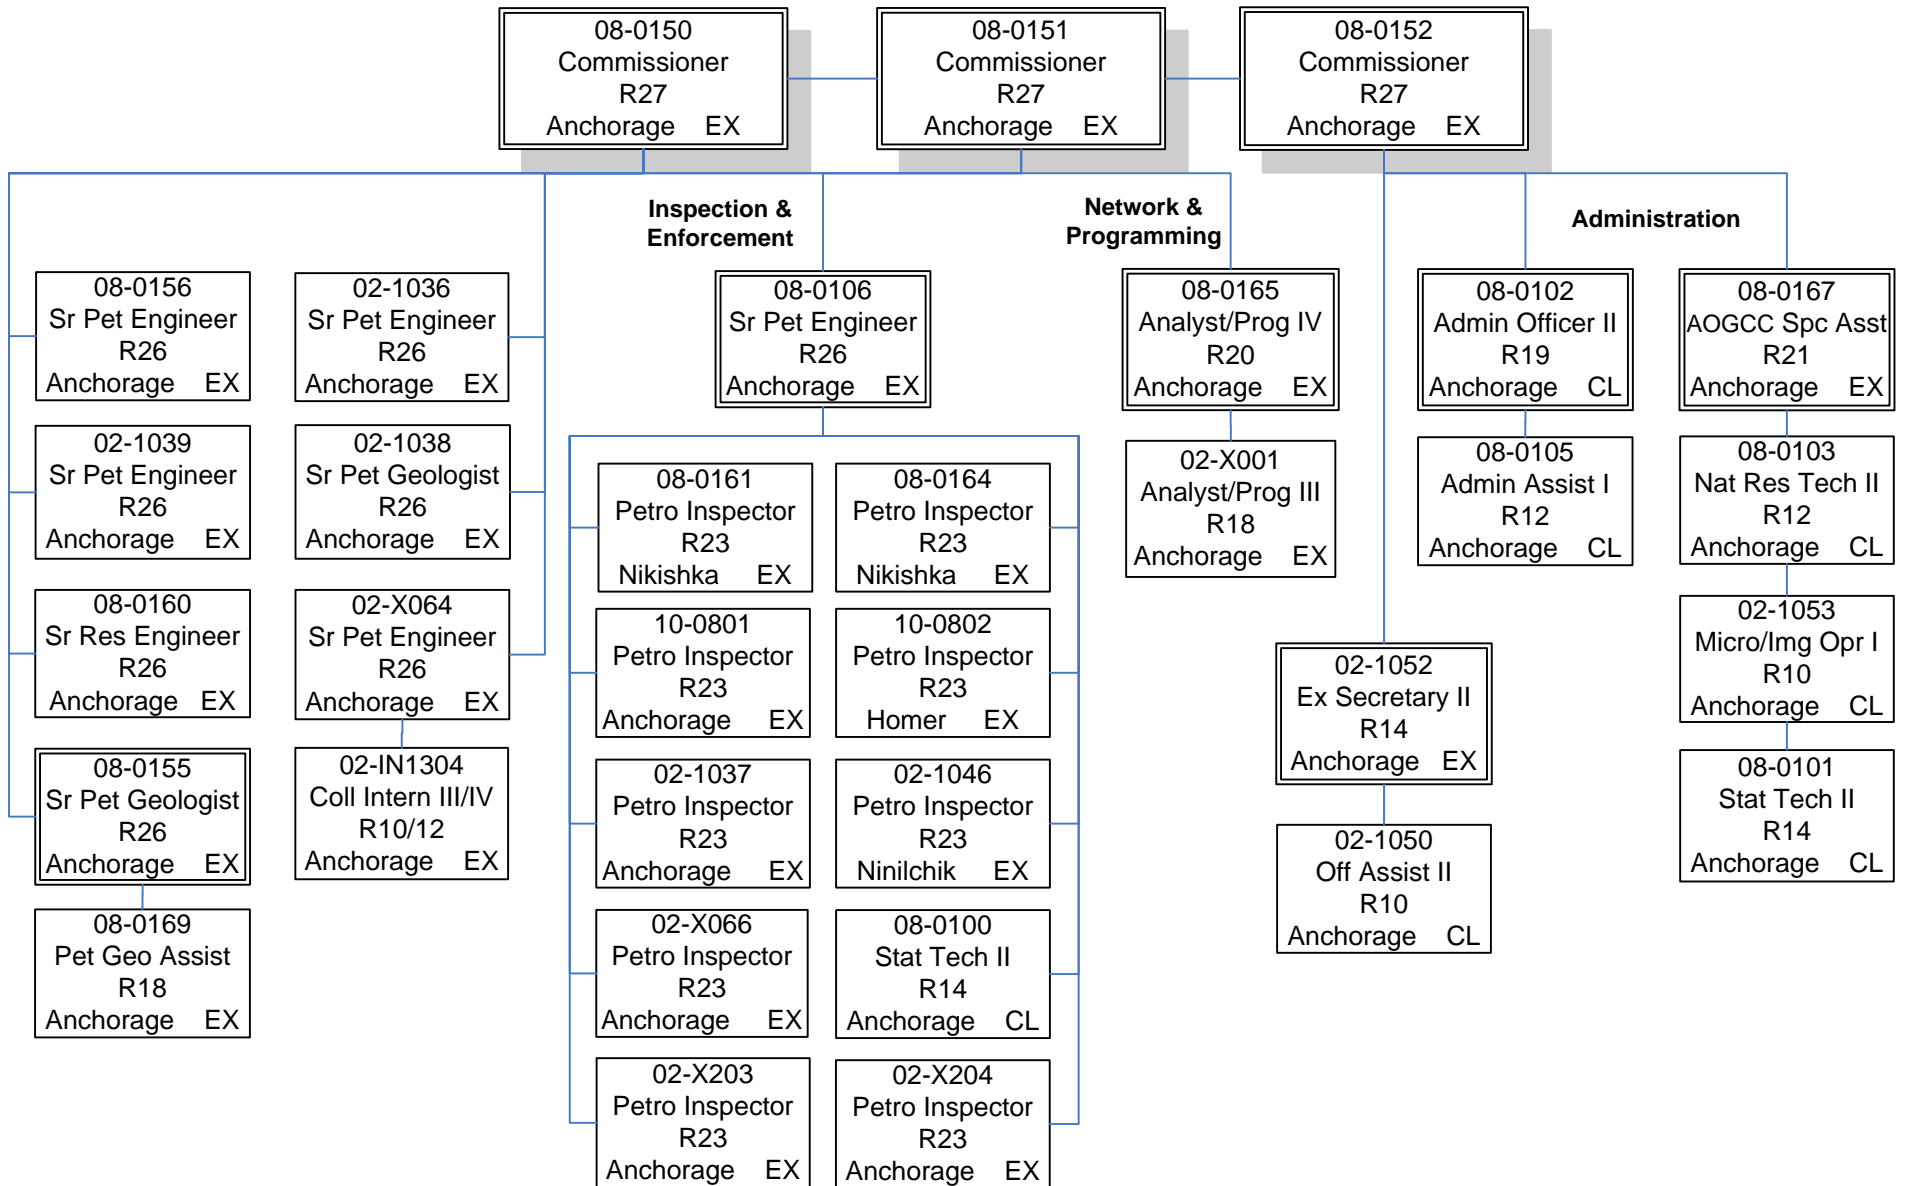 08-0150
Commissioner
R27
Anchorage EX
08-0151
Commissioner
R27
Anchorage EX
08-0152
Commissioner
R27
Anchorage EX
Inspection &
Enforcement
Network &
Programming
Administration
08-0156
Sr Pet Engineer
R26
Anchorage EX
02-1039
Sr Pet Engineer
R26
Anchorage EX
08-0160
Sr Res Engineer
R26
Anchorage EX
08-0155
Sr Pet Geologist
R26
Anchorage EX
08-0169
Pet Geo Assist
R18
Anchorage EX
02-1036
Sr Pet Engineer
R26
Anchorage EX
02-1038
Sr Pet Geologist
R26
Anchorage EX
02-X064
Sr Pet Engineer
R26
Anchorage EX
02-IN1304
Coll Intern III/IV
R10/12
Anchorage EX
08-0106
Sr Pet Engineer
R26
Anchorage EX
08-0161
Petro Inspector
R23
Nikishka EX
08-0164
Petro Inspector
R23
Nikishka EX
10-0801
Petro Inspector
R23
Anchorage EX
10-0802
Petro Inspector
R23
Homer EX
02-1037
Petro Inspector
R23
Anchorage EX
02-1046
Petro Inspector
R23
Ninilchik EX
02-X066
Petro Inspector
R23
Anchorage EX
08-0100
Stat Tech II
R14
Anchorage CL
02-X203
Petro Inspector
R23
Anchorage EX
02-X204
Petro Inspector
R23
Anchorage EX
08-0165
Analyst/Prog IV
R20
Anchorage EX
02-X001
Analyst/Prog III
R18
Anchorage EX
02-1052
Ex Secretary II
R14
Anchorage EX
02-1050
Off Assist II
R10
Anchorage CL
08-0102
Admin Officer II
R19
Anchorage CL
08-0105
Admin Assist I
R12
Anchorage CL
08-0167
AOGCC Spc Asst
R21
Anchorage EX
08-0103
Nat Res Tech II
R12
Anchorage CL
02-1053
Micro/Img Opr I
R10
Anchorage CL
08-0101
Stat Tech II
R14
Anchorage CL